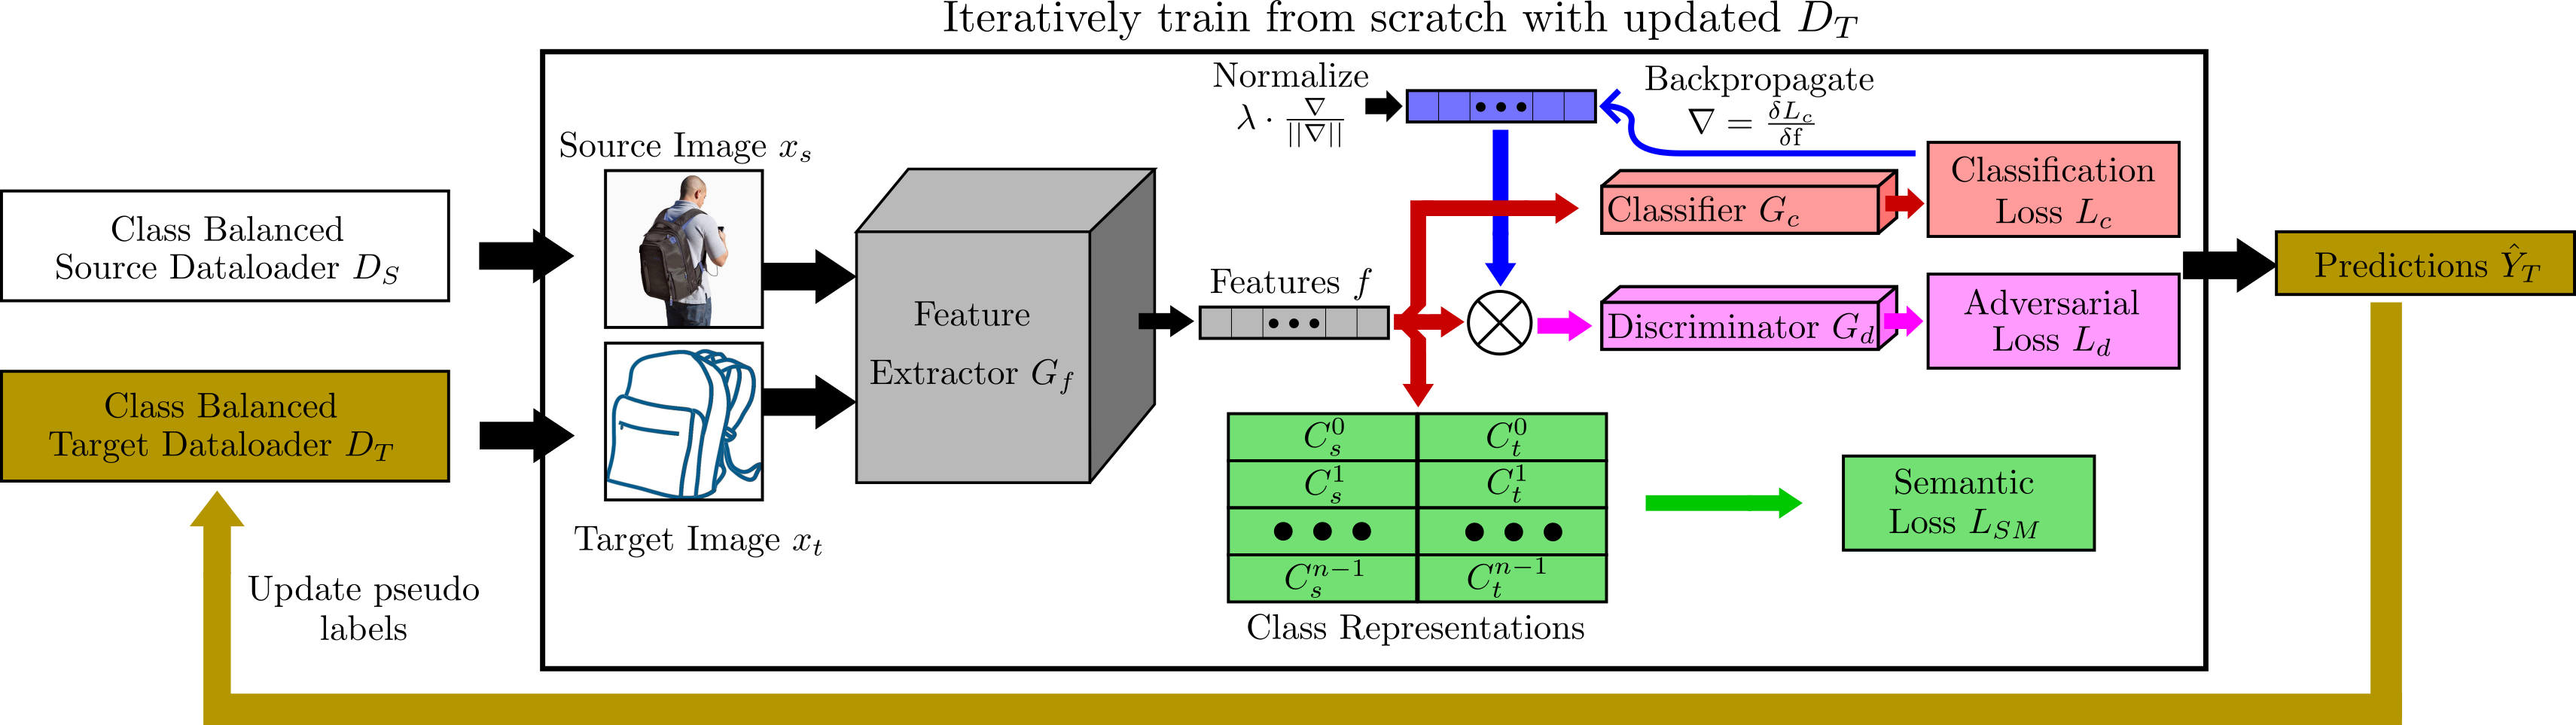 Iteratively train from scratch with updated $D_T$
Normalize
$\lambda \cdot \frac{\nabla}{||\nabla||}$
Backpropagate
$\nabla = \frac{\delta L_c}{\delta \mathrm{f}}$
Source Image $x_s$
Class Balanced
Source Dataloader $D_S$
Classifier $G_c$
Classification
Loss $L_c$
Feature
Extractor $G_f$
Features $f$
Discriminator $G_d$
Adversarial
Loss $L_d$
Predictions $\hat{Y}_T$
Class Balanced
Target Dataloader $D_T$
Target Image $x_t$
$C_s^0$ $C_t^0$
$C_s^1$ $C_t^1$
$C_s^{n-1}$ $C_t^{n-1}$
Class Representations
Semantic
Loss $L_{SM}$
Update pseudo
labels